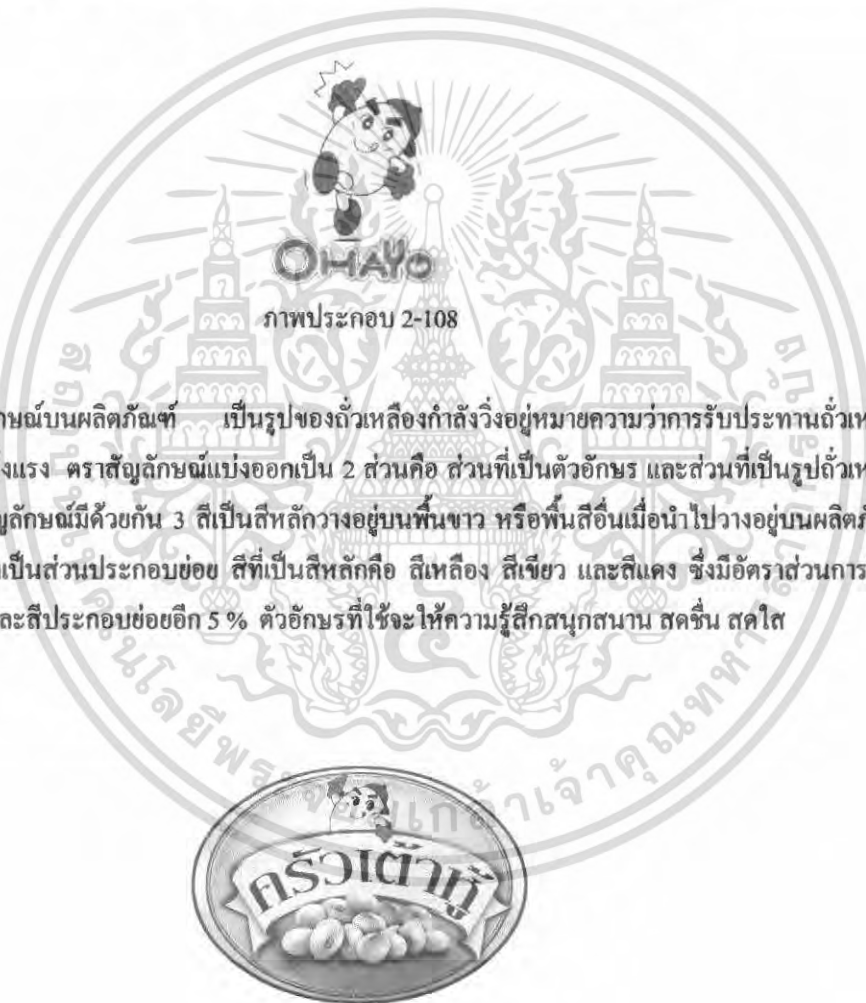 OHAYO
ภาพประกอบ 2-108
กษณ์บนผลิตภัณฑ์ เป็นรูปของถั่วเหลืองกำลังวิ่งอยู่หมายความว่าการรับประทานถั่วเห
ังแรง ตราสัญลักษณ์แบ่งออกเป็น 2 ส่วนคือ ส่วนที่เป็นตัวอักษร และส่วนที่เป็นรูปถั่วเห
ญลักษณ์มีด้วยกัน 3 สีเป็นสีหลักวางอยู่บนพื้นขาว หรือพื้นสีอื่นเมื่อนำไปวางอยู่บนผลิตภั
เป็นส่วนประกอบย่อย สีที่เป็นสีหลักคือ สีเหลือง สีเขียว และสีแดง ซึ่งมีอัตราส่วนการ
ละสีประกอบย่อยอีก 5 % ตัวอักษรที่ใช้จะให้ความรู้สึกสนุกสนาน สดชื่น สดใส
ครัวเต้าหู้